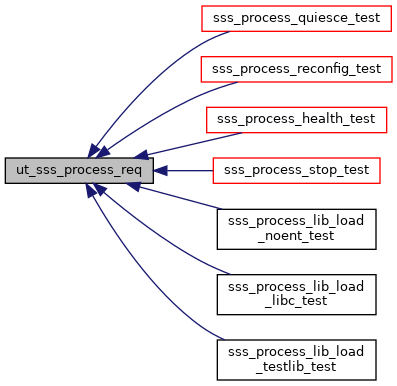 sss_process_quiesce_test
sss_process_reconfig_test
sss_process_health_test
ut_sss_process_req
sss_process_stop_test
sss_process_lib_load
_noent_test
sss_process_lib_load
_libc_test
sss_process_lib_load
_testlib_test